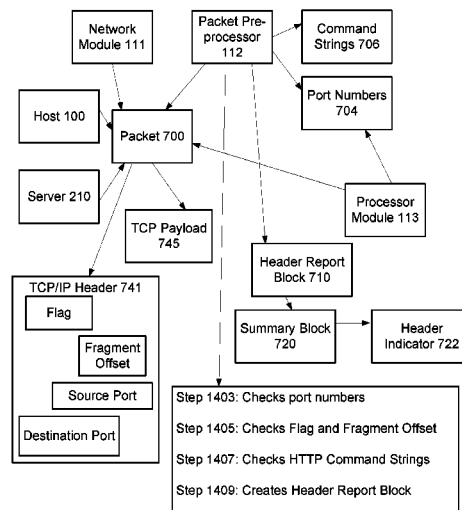 Network
Module 111
Packet Pre-
processor
112
Command
Strings 706
Host 100
Packet 700
Port Numbers
704
Server 210
TCP Payload
745
Processor
Module 113
TCP/IP Header 741
Flag
Fragment
Offset
Source Port
Destination Port
Header Report
Block 710
Summary Block
720
Header
Indicator 722
Step 1403: Checks port numbers
Step 1405: Checks Flag and Fragment Offset
Step 1407: Checks HTTP Command Strings
Step 1409: Creates Header Report Block